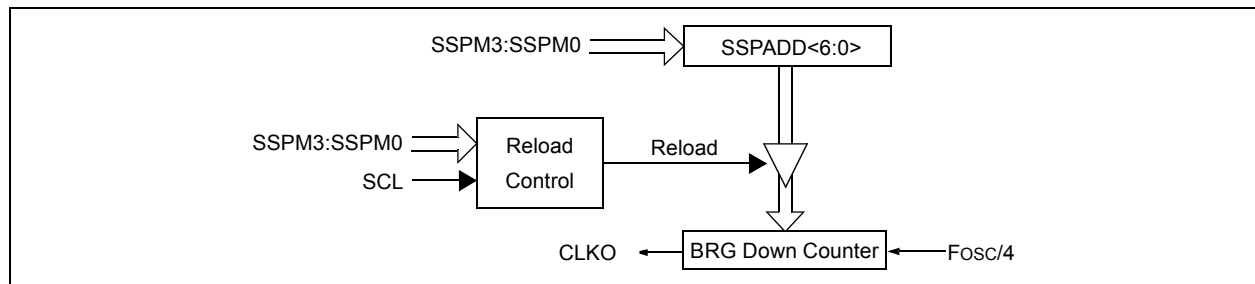 SSPM3:SSPM0
SSPADD<6:0>
SSPM3:SSPM0
SCL
Reload
Control
Reload
CLKO
BRG Down Counter
FOSC/4